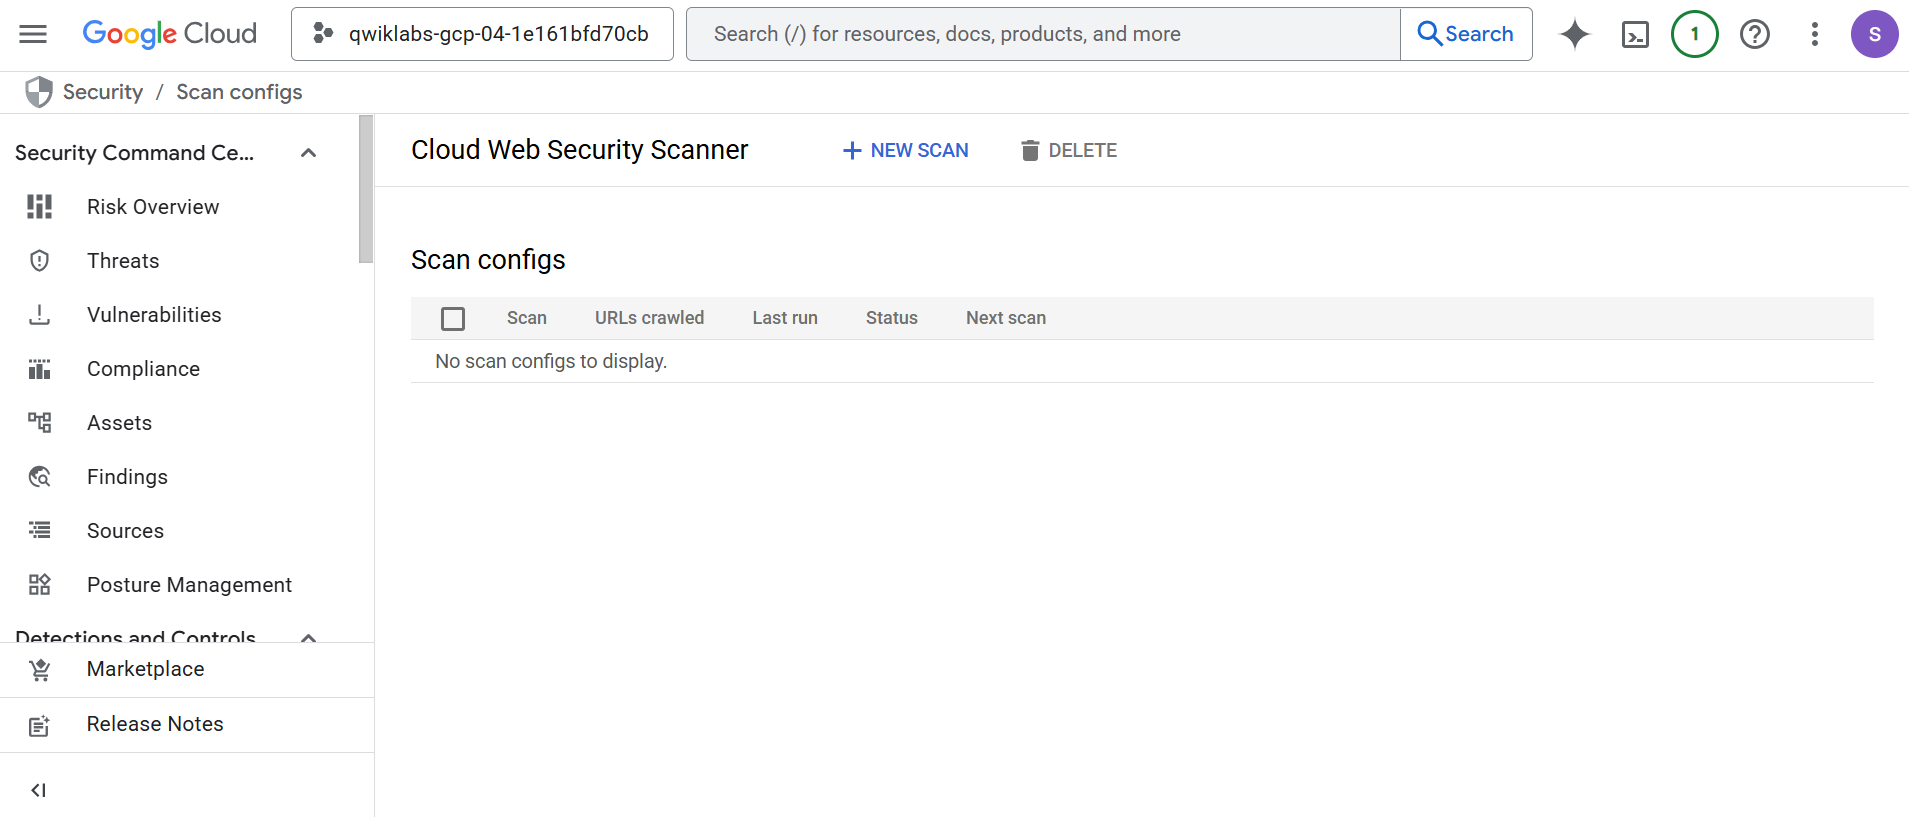 Google Cloud
qwiklabs-gcp-04-1e161bfd70cb
Search (/) for resources, docs, products, and more
Search
1
S
Security / Scan configs
Security Command Ce...
Risk Overview
Threats
Vulnerabilities
Compliance
Assets
Findings
Sources
Posture Management
Detections and Controls
Marketplace
Release Notes
Cloud Web Security Scanner
NEW SCAN
DELETE
Scan configs
Scan URLs crawled Last run Status Next scan
No scan configs to display.